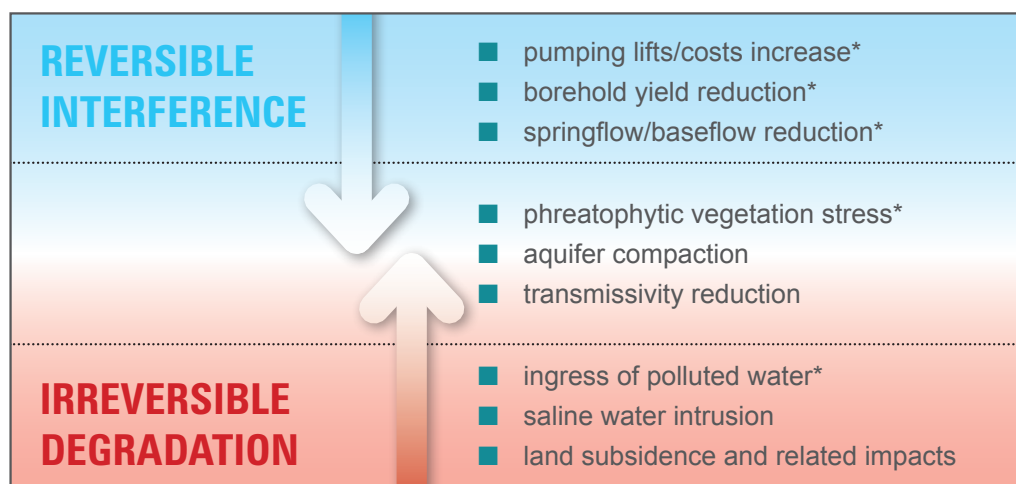 REVERSIBLE
INTERFERENCE
■ pumping lifts/costs increase*
■ borehold yield reduction*
■ springflow/baseflow reduction*
■ phreatophytic vegetation stress*
■ aquifer compaction
■ transmissivity reduction
IRREVERSIBLE
DEGRADATION
■ ingress of polluted water*
■ saline water intrusion
■ land subsidence and related impacts